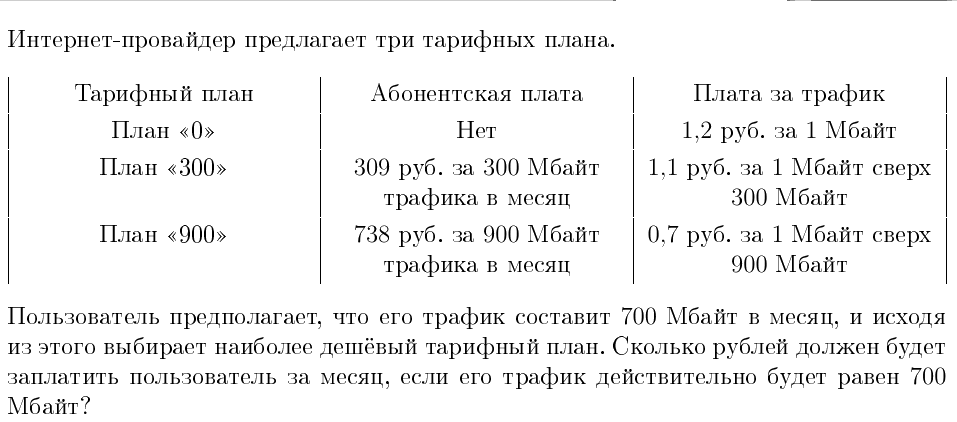 Интернет-провайдер предлагает три тарифных плана.
Тарифный план Абонентская плата Плата за трафик
План «0» Нет 1,2 руб. за 1 Мбайт
План «300» 309 руб. за 300 Мбайт 1,1 руб. за 1 Мбайт сверх
трафика в месяц 300 Мбайт
План «900» 738 руб. за 900 Мбайт 0,7 руб. за 1 Мбайт сверх
трафика в месяц 900 Мбайт
Пользователь предполагает, что его трафик составит 700 Мбайт в месяц, и исходя
из этого выбирает наиболее дешёвый тарифный план. Сколько рублей должен будет
заплатить пользователь за месяц, если его трафик действительно будет равен 700
Мбайт?